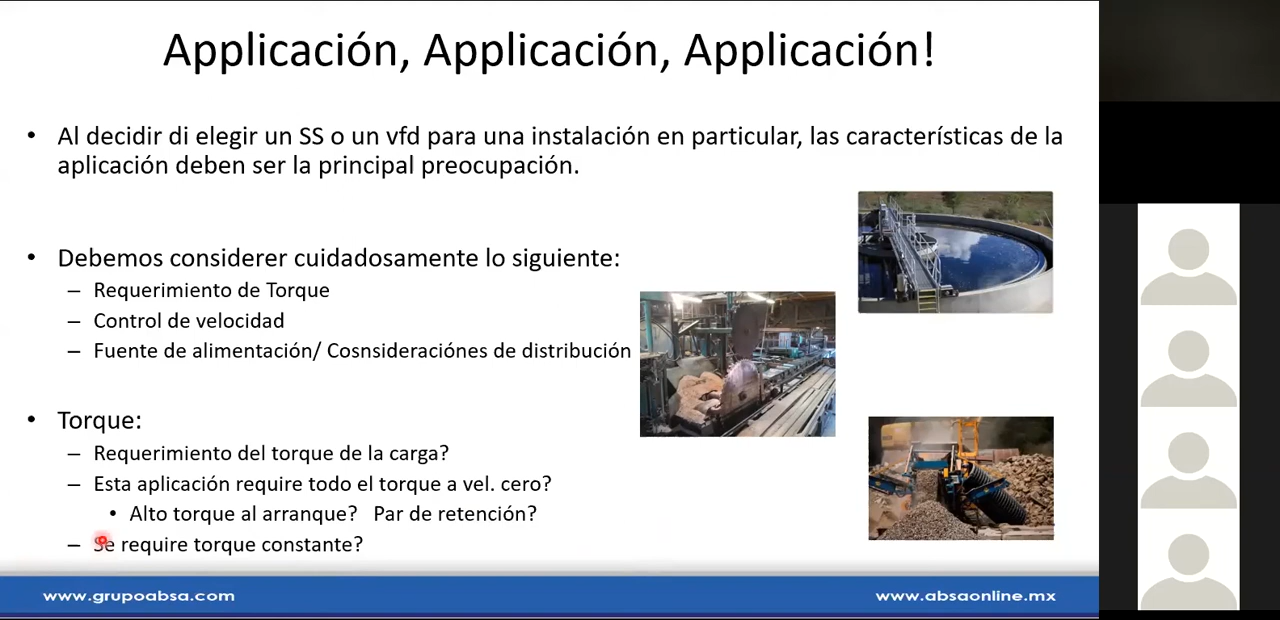 Applicación, Applicación, Applicación!
• Al decidir di elegir un SS o un vfd para una instalación en particular, las características de la
aplicación deben ser la principal preocupación.
• Debemos considerer cuidadosamente lo siguiente:
– Requerimiento de Torque
– Control de velocidad
– Fuente de alimentación/ Cosnsideraciónes de distribución
• Torque:
– Requerimiento del torque de la carga?
– Esta aplicación require todo el torque a vel. cero?
• Alto torque al arranque? Par de retención?
– Se require torque constante?
www.grupoabsa.com
www.absaonline.mx